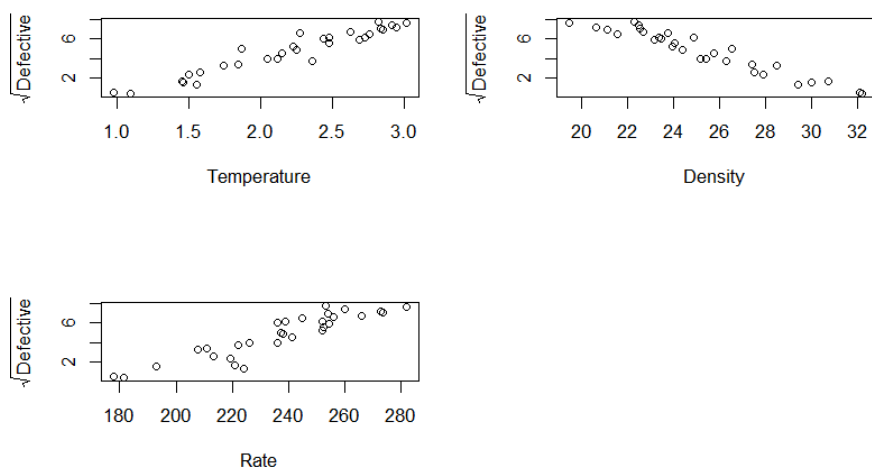 √Defective
6
2
1.0 1.5 2.0 2.5 3.0
Temperature
√Defective
6
2
20 22 24 26 28 30 32
Density
√Defective
6
2
180 200 220 240 260 280
Rate